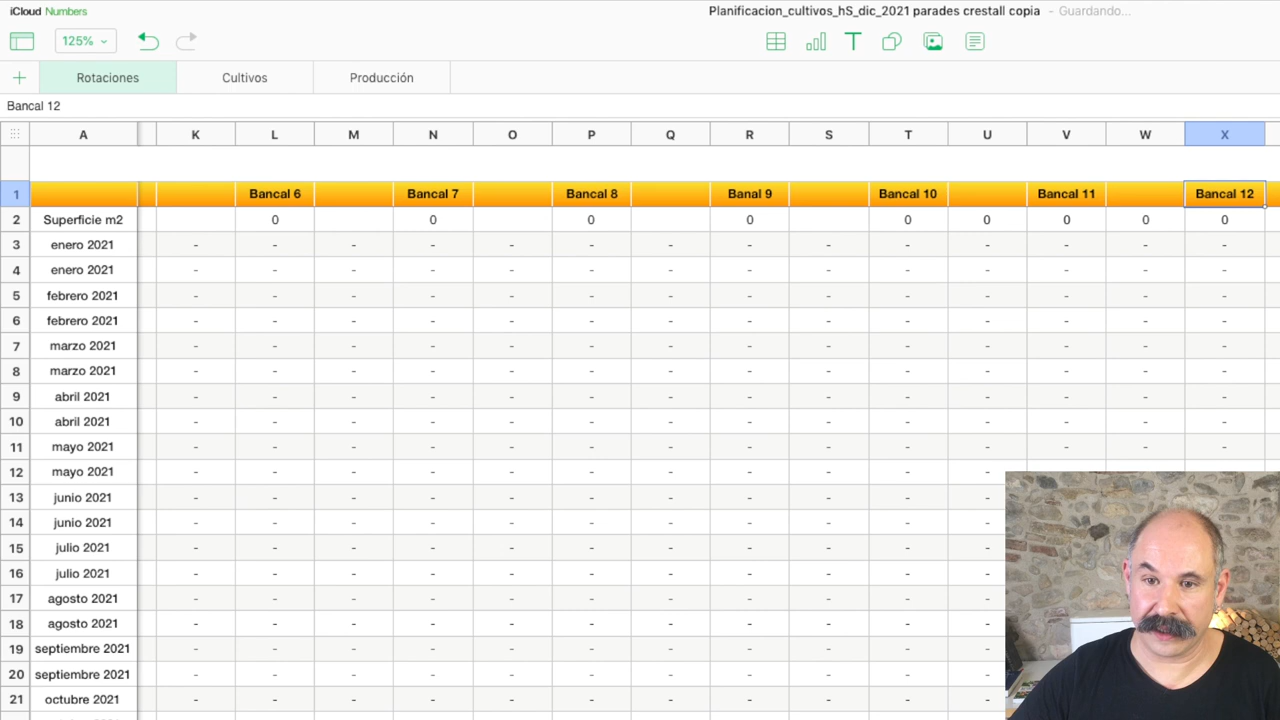 iCloud Numbers
Planificacion_cultivos_hS_dic_2021 parades crestall copia - Guardando...
125%
Rotaciones Cultivos Producción
Bancal 12
A K L M N O P Q R S T U V W X
1 Bancal 6 Bancal 7 Bancal 8 Banal 9 Bancal 10 Bancal 11 Bancal 12
2 Superficie m2 0 0 0 0 0 0 0 0 0
3 enero 2021 - - - - - - - - - - - - - -
4 enero 2021 - - - - - - - - - - - - - -
5 febrero 2021 - - - - - - - - - - - - - -
6 febrero 2021 - - - - - - - - - - - - - -
7 marzo 2021 - - - - - - - - - - - - - -
8 marzo 2021 - - - - - - - - - - - - - -
9 abril 2021 - - - - - - - - - - - - - -
10 abril 2021 - - - - - - - - - - - - - -
11 mayo 2021 - - - - - - - - - - - - - -
12 mayo 2021 - - - - - - - - - - - - - -
13 junio 2021 - - - - - - - - - - -
14 junio 2021 - - - - - - - - - - -
15 julio 2021 - - - - - - - - - - -
16 julio 2021 - - - - - - - - - - -
17 agosto 2021 - - - - - - - - - - -
18 agosto 2021 - - - - - - - - - - -
19 septiembre 2021 - - - - - - - - - - -
20 septiembre 2021 - - - - - - - - - - -
21 octubre 2021 - - - - - - - - - - -